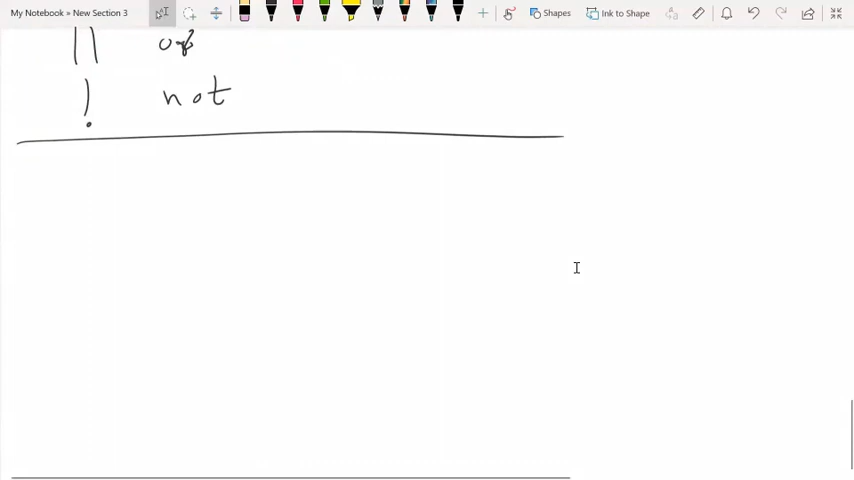 My Notebook » New Section 3
Shapes
Ink to Shape
|| or
! not